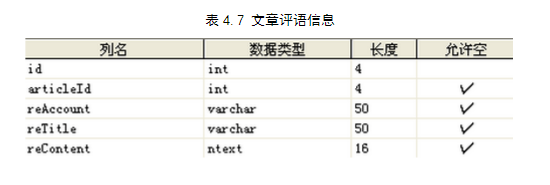 表 4.7 文章评语信息
列名 数据类型 长度 允许空
id int 4
articleId int 4 ✓
reAccount varchar 50 ✓
reTitle varchar 50 ✓
reContent ntext 16 ✓